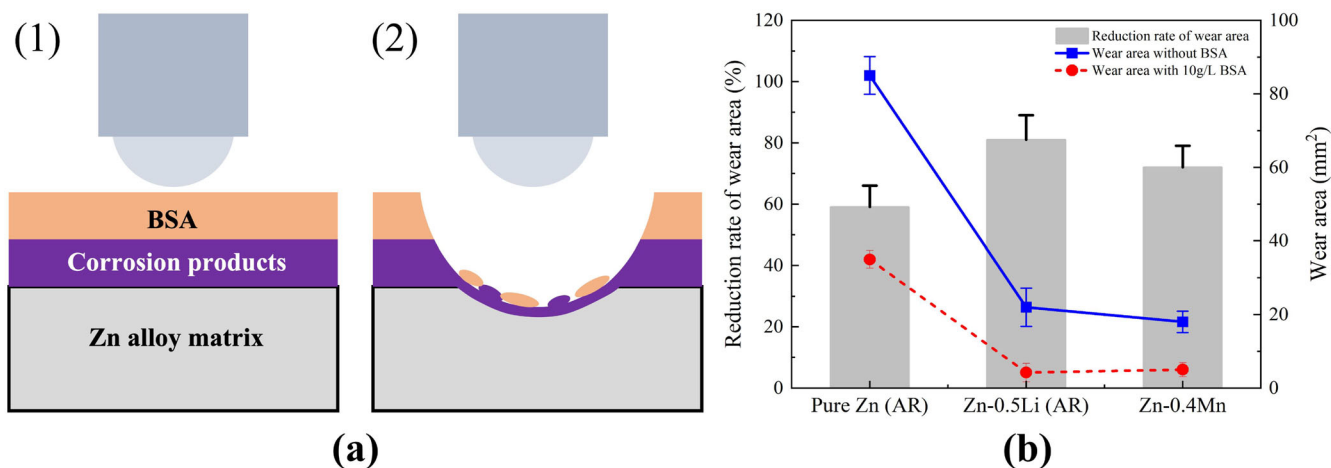 (1)
BSA
Corrosion products
Zn alloy matrix
(2)
(a)
Reduction rate of wear area (%)
120
100
80
60
40
20
0
Reduction rate of wear area
Wear area without BSA
Wear area with 10g/L BSA
Pure Zn (AR)
Zn-0.5Li (AR)
Zn-0.4Mn
100
80
60
40
20
0
Wear area (mm²)
(b)